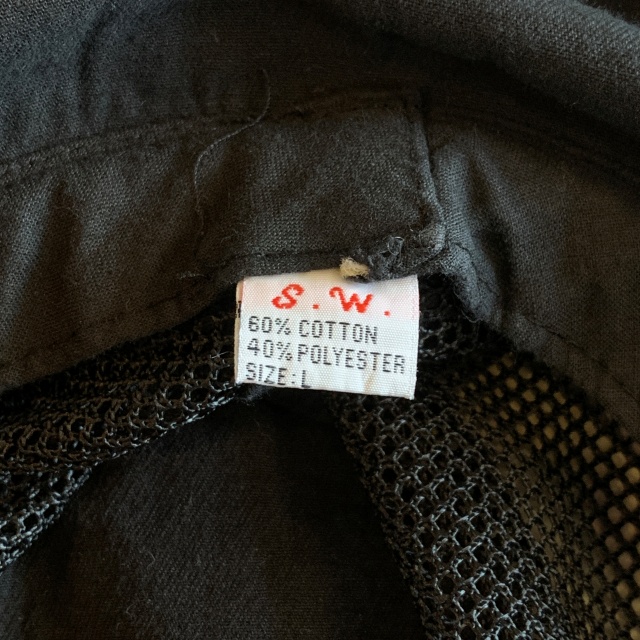 S.W.
60% COTTON
40% POLYESTER
SIZE:L